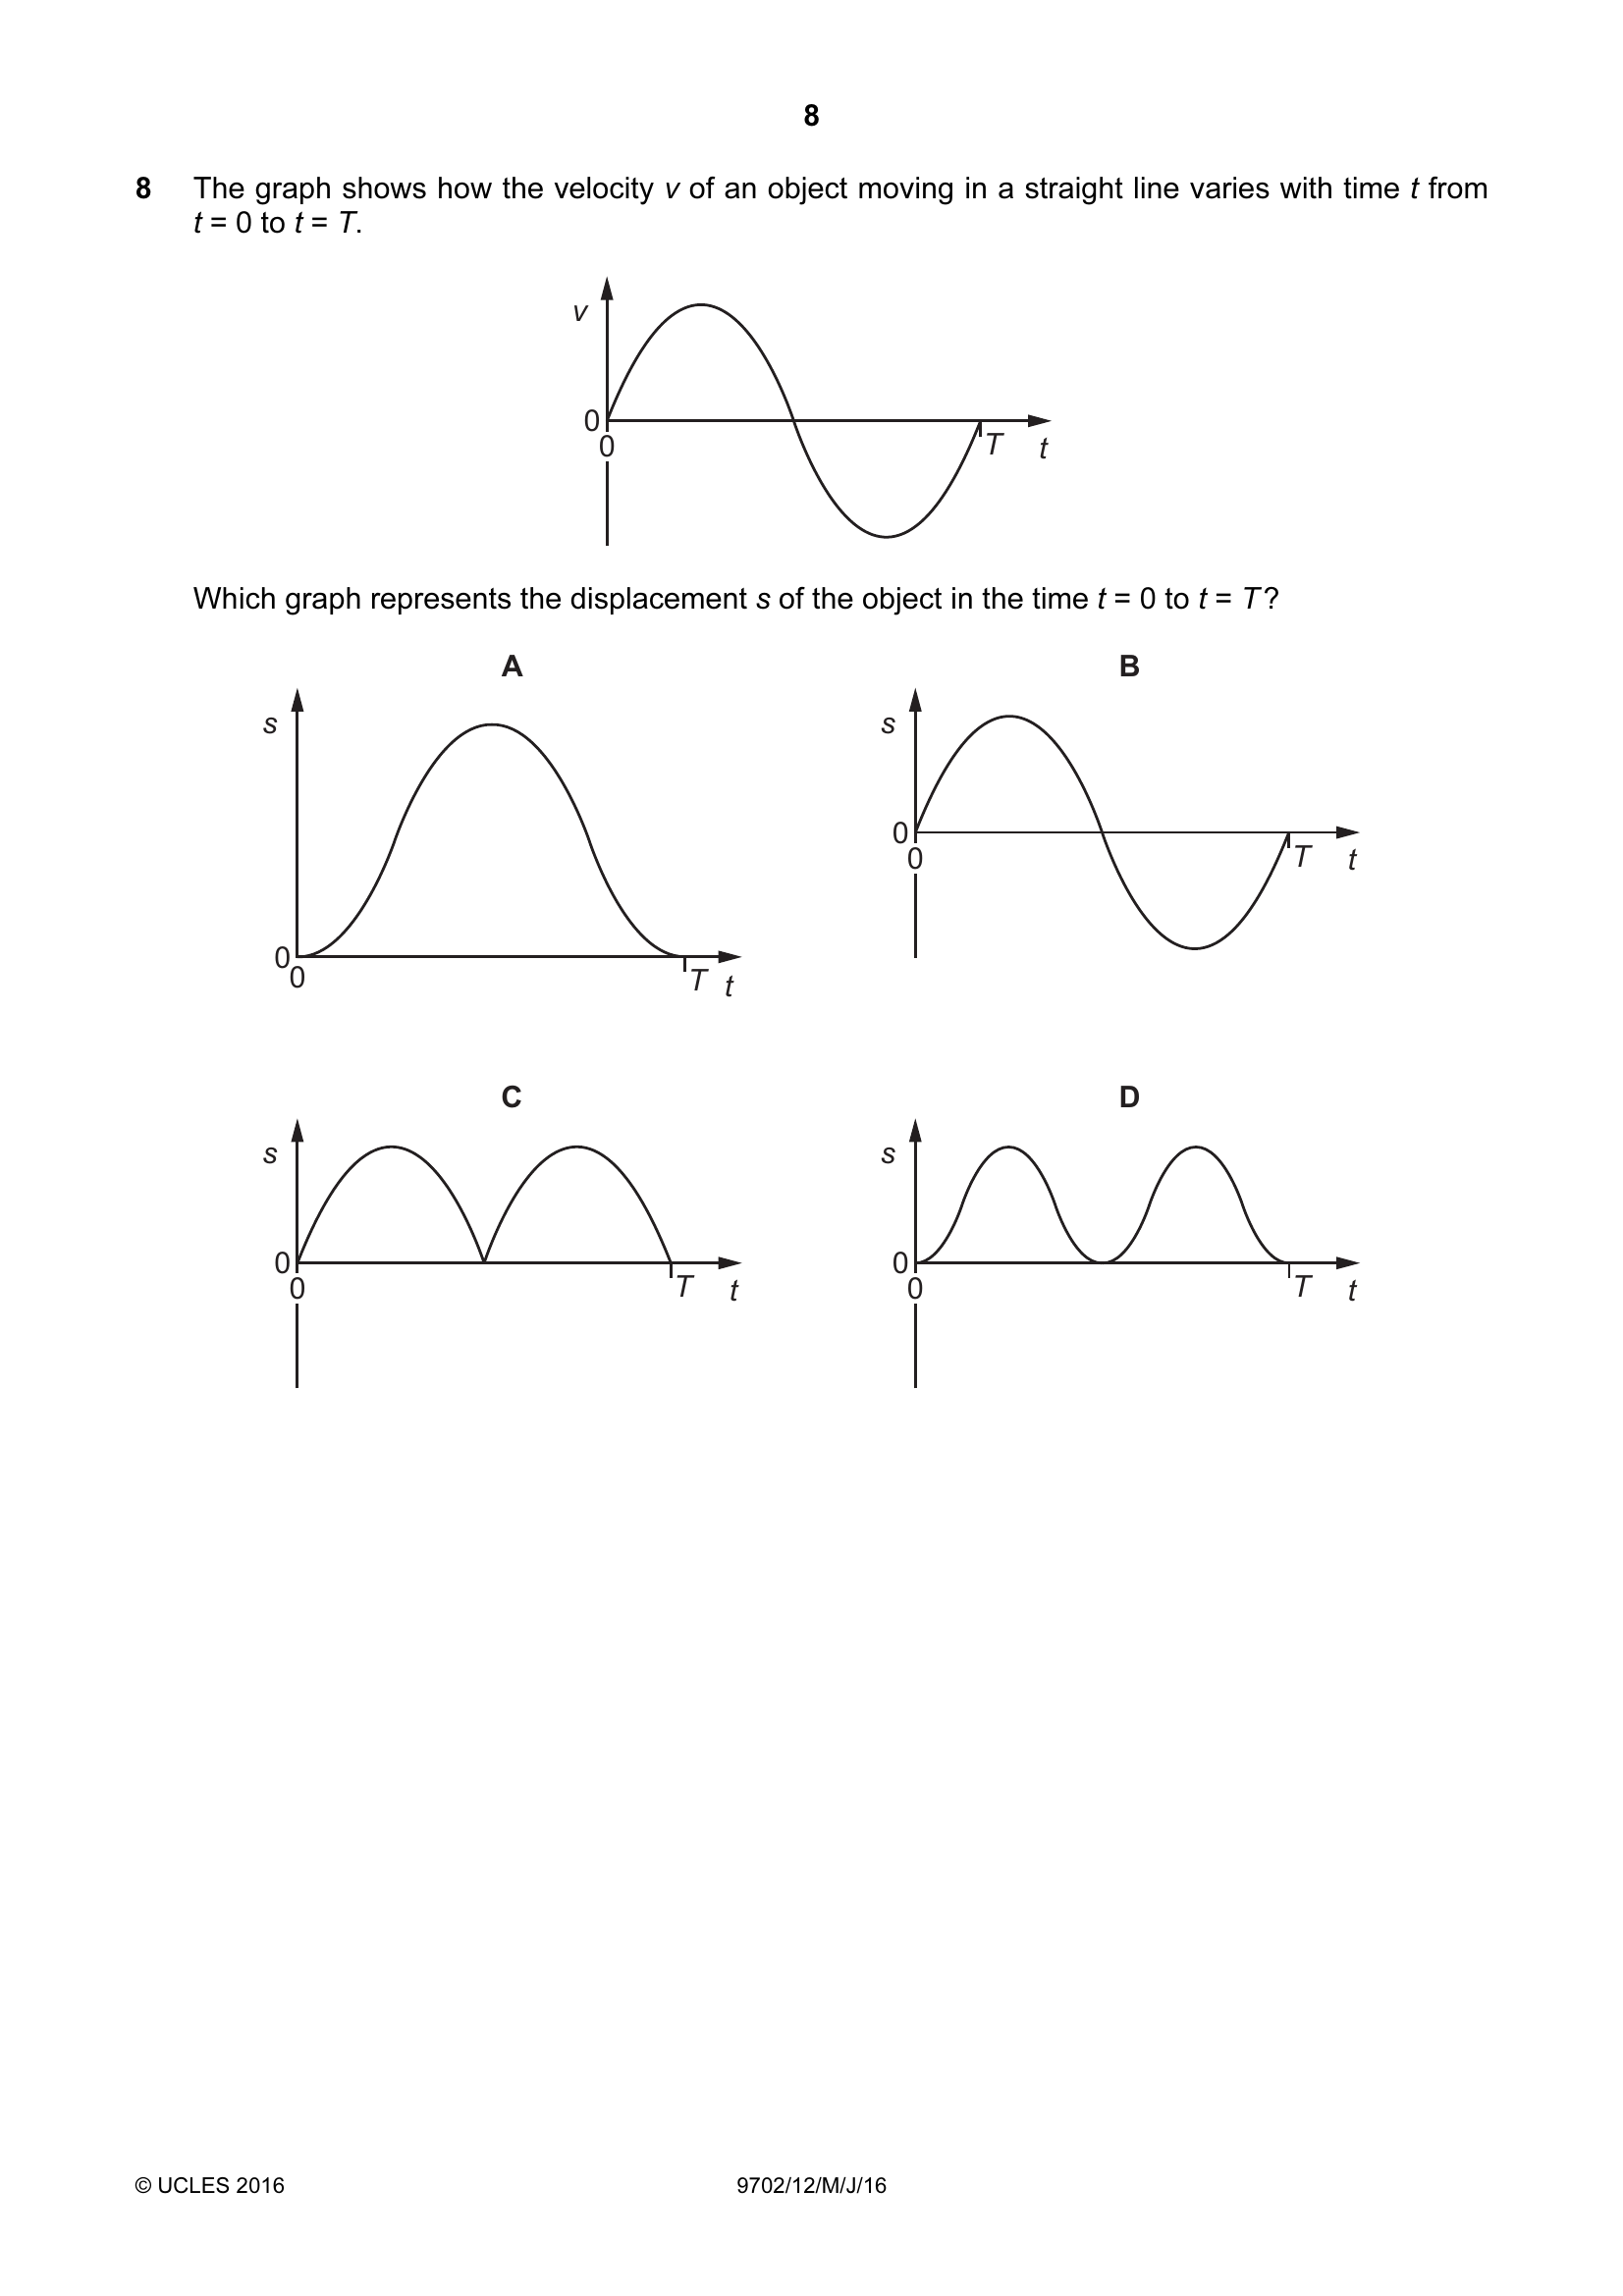 8
8 The graph shows how the velocity v of an object moving in a straight line varies with time t from
t = 0 to t = T.
v
0
0
T
t
Which graph represents the displacement s of the object in the time t = 0 to t = T?
A
B
s
0
0
T
t
s
0
0
T
t
C
D
s
0
0
T
t
s
0
0
T
t
© UCLES 2016
9702/12/M/J/16